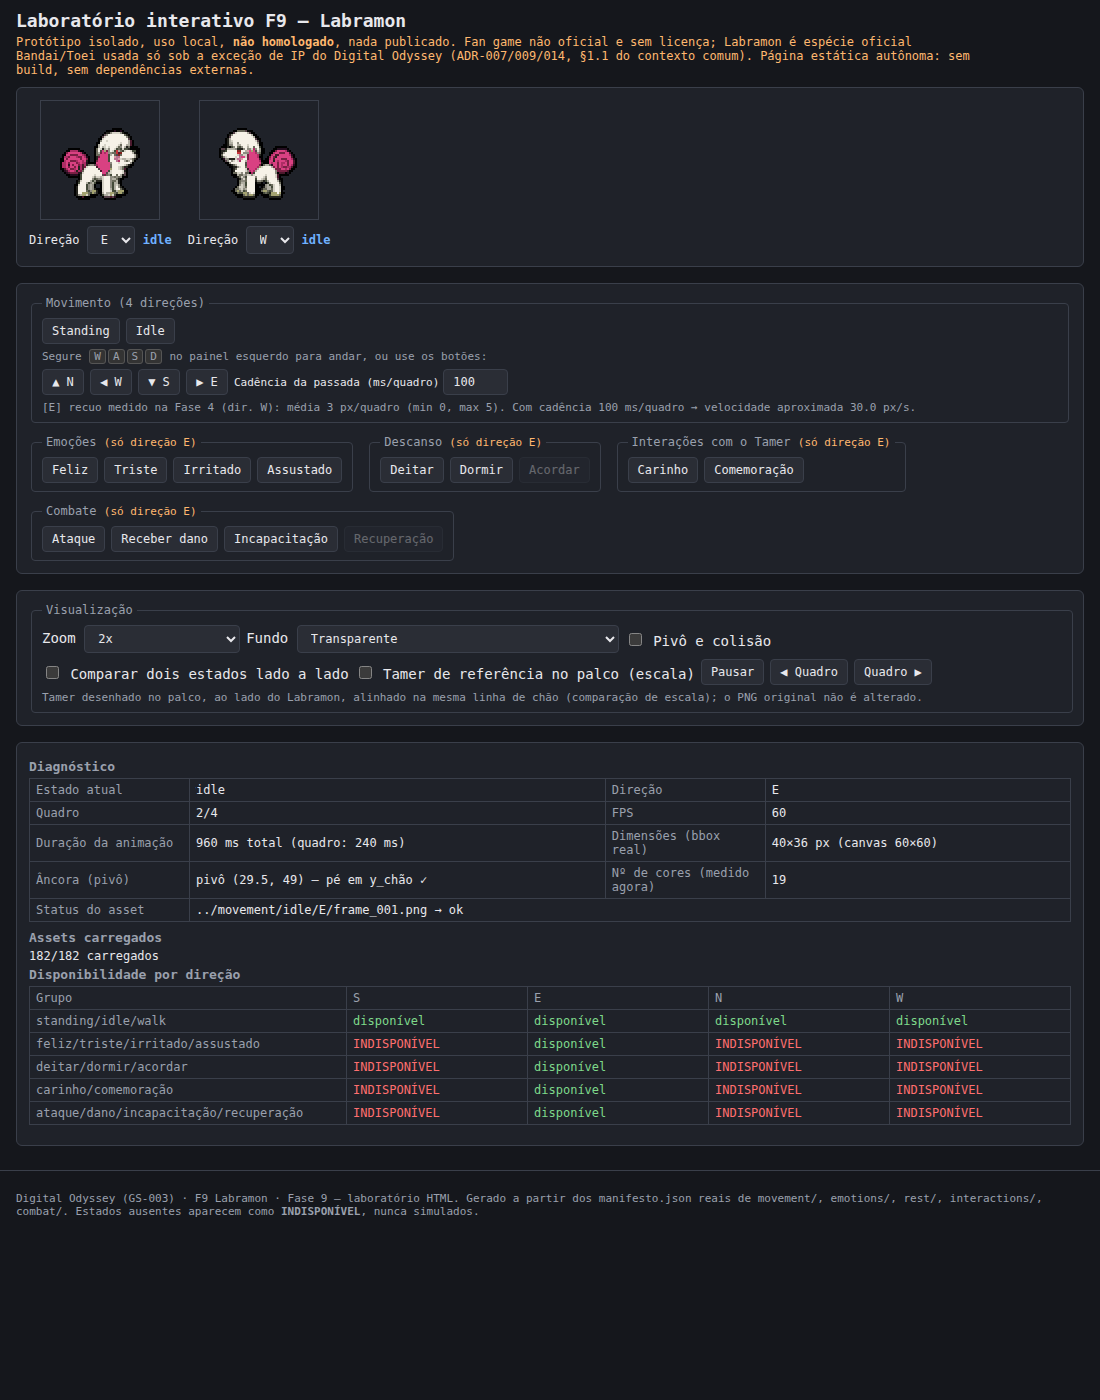 Laboratório interativo F9 — Labramon
Protótipo isolado, uso local, não homologado, nada publicado. Fan game não oficial e sem licença; Labramon é espécie oficial
Bandai/Toei usada só sob a exceção de IP do Digital Odyssey (ADR-007/009/014, §1.1 do contexto comum). Página estática autônoma: sem
build, sem dependências externas.
Direção E idle Direção W idle
Movimento (4 direções)
Standing Idle
Segure W A S D no painel esquerdo para andar, ou use os botões:
▲ N ◀ W ▼ S ▶ E Cadência da passada (ms/quadro) 100
[E] recuo medido na Fase 4 (dir. W): média 3 px/quadro (min 0, max 5). Com cadência 100 ms/quadro → velocidade aproximada 30.0 px/s.
Emoções (só direção E) Descanso (só direção E) Interações com o Tamer (só direção E)
Feliz Triste Irritado Assustado Deitar Dormir Acordar Carinho Comemoração
Combate (só direção E)
Ataque Receber dano Incapacitação Recuperação
Visualização
Zoom 2x Fundo Transparente Pivô e colisão
Comparar dois estados lado a lado Tamer de referência no palco (escala) Pausar ◀ Quadro Quadro ▶
Tamer desenhado no palco, ao lado do Labramon, alinhado na mesma linha de chão (comparação de escala); o PNG original não é alterado.
Diagnóstico
Estado atual idle Direção E
Quadro 2/4 FPS 60
Duração da animação 960 ms total (quadro: 240 ms) Dimensões (bbox
real) 40×36 px (canvas 60×60)
Âncora (pivô) pivô (29.5, 49) — pé em y_chão ✓ Nº de cores (medido
agora) 19
Status do asset ../movement/idle/E/frame_001.png → ok
Assets carregados
182/182 carregados
Disponibilidade por direção
Grupo S E N W
standing/idle/walk disponível disponível disponível disponível
feliz/triste/irritado/assustado INDISPONÍVEL disponível INDISPONÍVEL INDISPONÍVEL
deitar/dormir/acordar INDISPONÍVEL disponível INDISPONÍVEL INDISPONÍVEL
carinho/comemoração INDISPONÍVEL disponível INDISPONÍVEL INDISPONÍVEL
ataque/dano/incapacitação/recuperação INDISPONÍVEL disponível INDISPONÍVEL INDISPONÍVEL
Digital Odyssey (GS-003) · F9 Labramon · Fase 9 — laboratório HTML. Gerado a partir dos manifesto.json reais de movement/, emotions/, rest/, interactions/,
combat/. Estados ausentes aparecem como INDISPONÍVEL, nunca simulados.